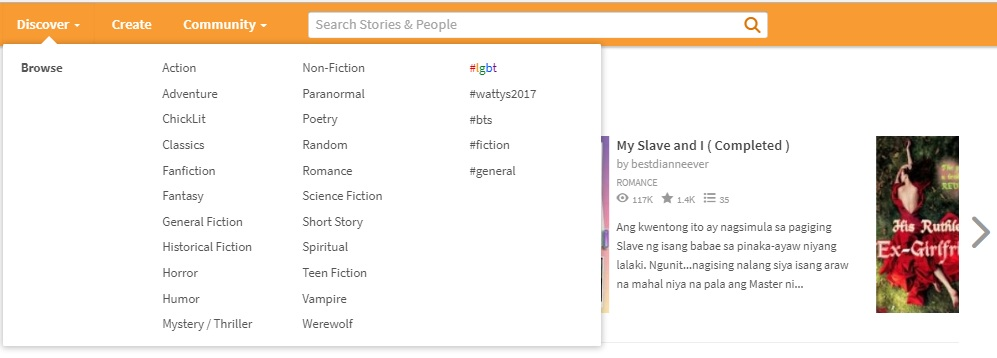 Discover Create Community
Search Stories & People
Browse
Action
Adventure
ChickLit
Classics
Fanfiction
Fantasy
General Fiction
Historical Fiction
Horror
Humor
Mystery / Thriller
Non-Fiction
Paranormal
Poetry
Random
Romance
Science Fiction
Short Story
Spiritual
Teen Fiction
Vampire
Werewolf
#lgbt
#wattys2017
#bts
#fiction
#general
My Slave and I ( Completed )
by bestdianneever
ROMANCE
117K 1.4K 35
Ang kwentong ito ay nagsimula sa pagiging
Slave ng isang babae sa pinaka-ayaw niyang
lalaki. Ngunit...nagising nalang siya isang araw
na mahal niya na pala ang Master ni...
His
Ex-Girlfri